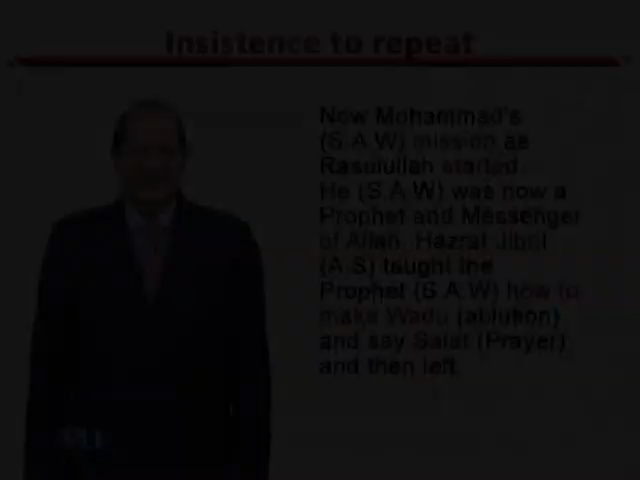 Insistence to repeat
Now Mohammad's
(S.A.W) mission as
Rasulullah started.
He (S.A.W) was now a
Prophet and Messenger
of Allah. Hazrat Jibril
(A.S) taught the
Prophet (S.A.W) how to
make Wadu (ablution)
and say Salat (Prayer)
and then left.